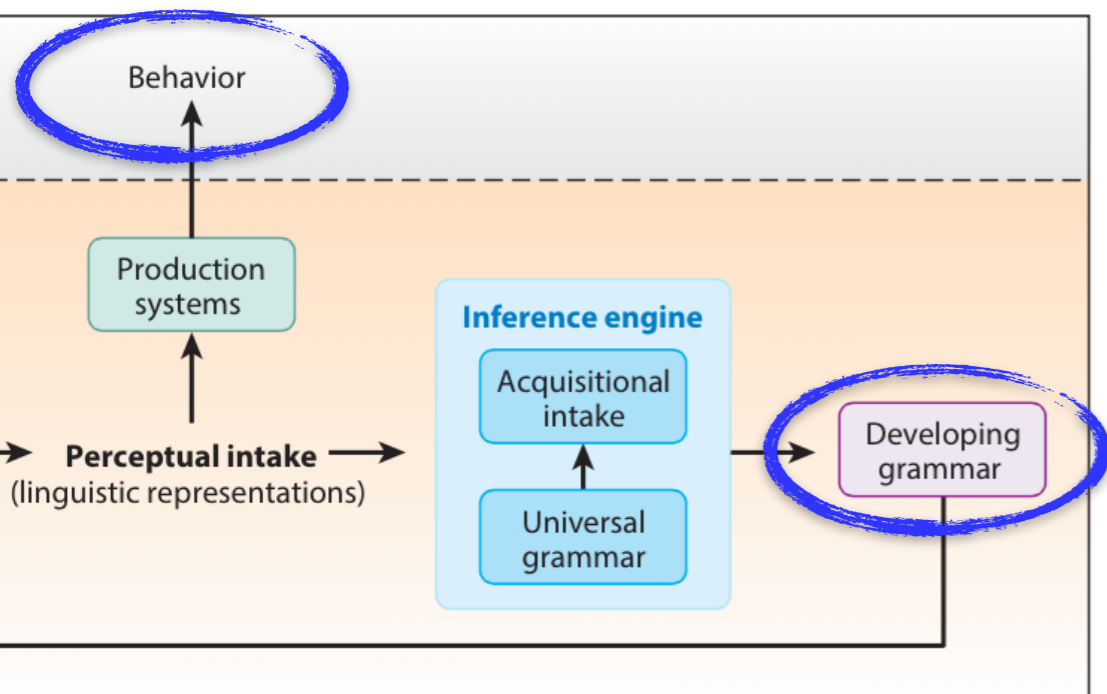 Behavior
Production
systems
Perceptual intake
(linguistic representations)
Inference engine
Acquisitional
intake
Universal
grammar
Developing
grammar